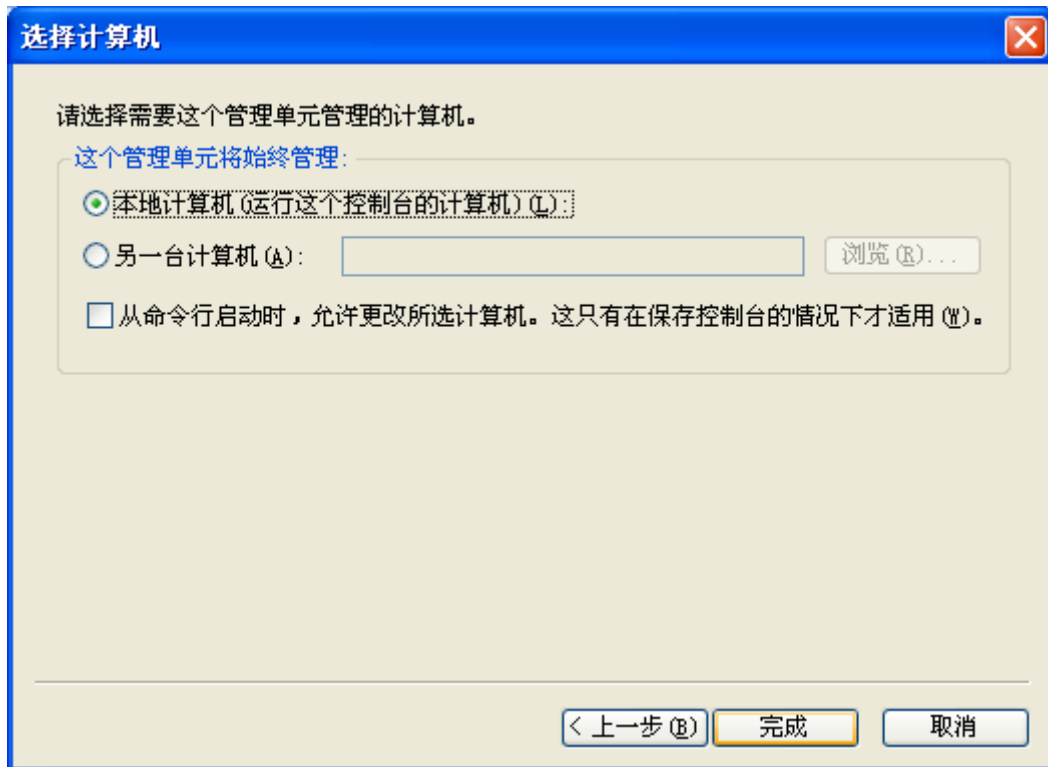 选择计算机
请选择需要这个管理单元管理的计算机。
这个管理单元将始终管理:
本地计算机(运行这个控制台的计算机)(L):
另一台计算机(A):
浏览(R)...
从命令行启动时，允许更改所选计算机。这只有在保存控制台的情况下才适用(W)。
< 上一步(B)
完成
取消